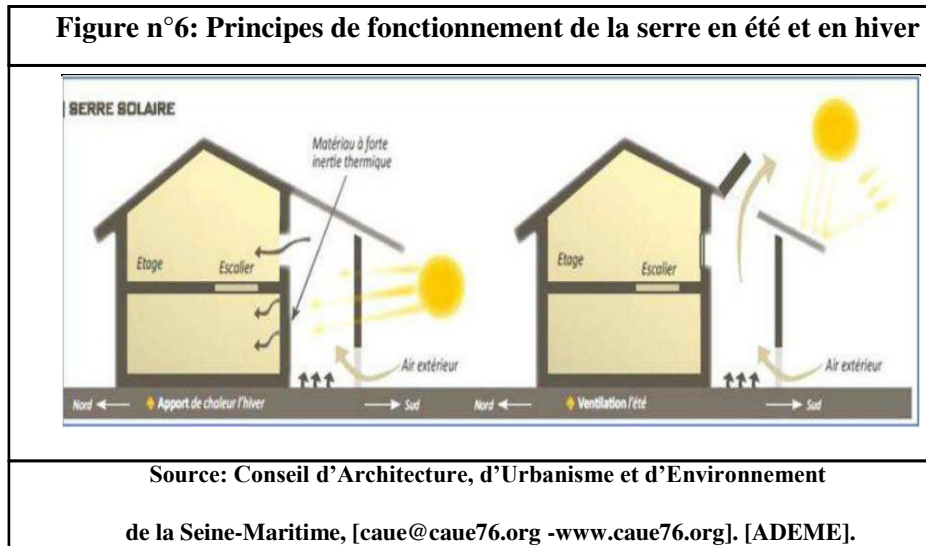 Figure n°6: Principes de fonctionnement de la serre en été et en hiver
SERRE SOLAIRE
Matériau à forte
inertie thermique
Etage
Escalier
Air extérieur
Nord
Apport de chaleur l'hiver
Sud
Etage
Escalier
Air extérieur
Nord
Ventilation l'été
Sud
Source: Conseil d'Architecture, d'Urbanisme et d'Environnement
de la Seine-Maritime, [caue@caue76.org -www.caue76.org]. [ADEME].